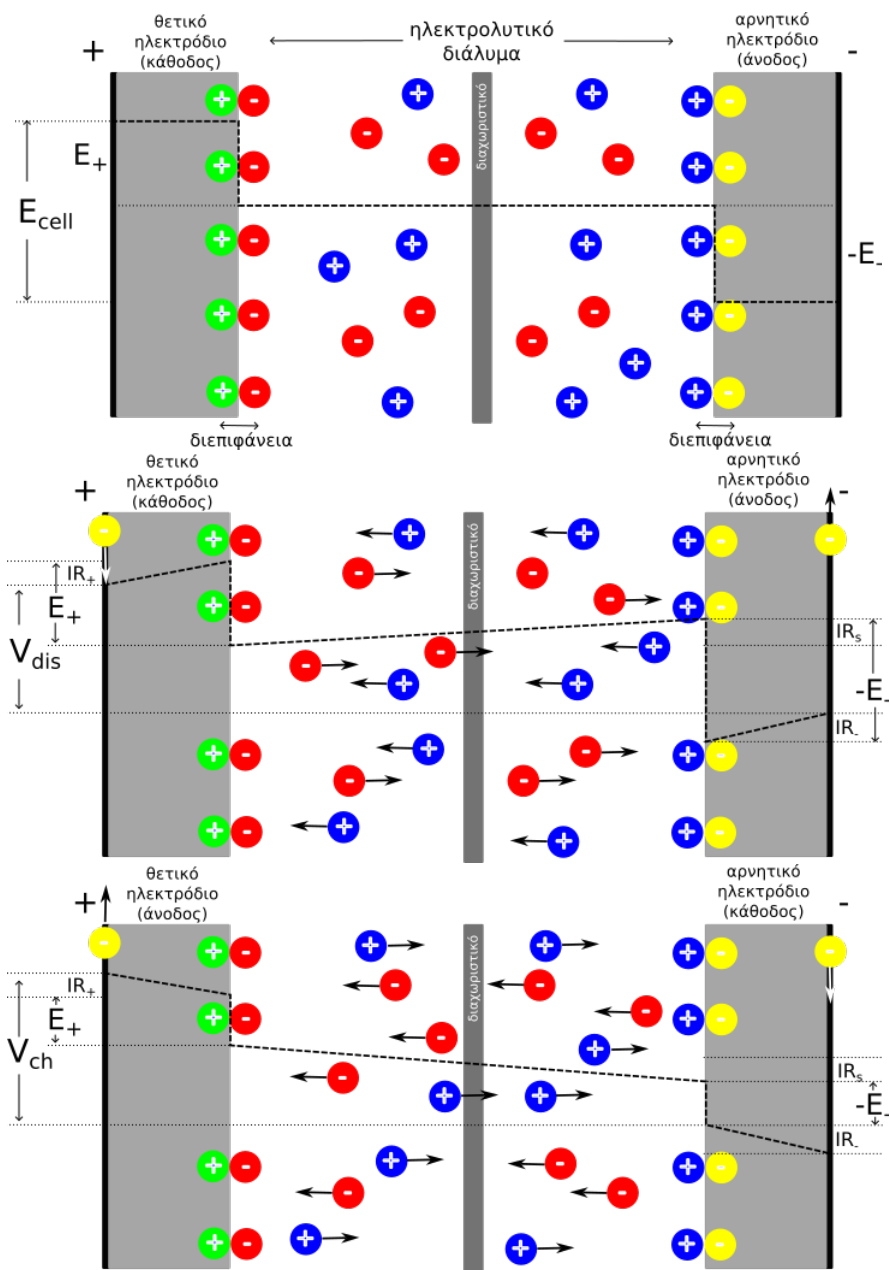 θετικό
ηλεκτρόδιο
(κάθοδος)
+
ηλεκτρολυτικό
διάλυμα
αρνητικό
ηλεκτρόδιο
(άνοδος)
-
διαχωριστικό
E+
Ecell
-E-
διεπιφάνεια
διεπιφάνεια
θετικό
ηλεκτρόδιο
(κάθοδος)
+
αρνητικό
ηλεκτρόδιο
(άνοδος)
-
διαχωριστικό
IR+
E+
Vdis
IRs
-E-
IR-
θετικό
ηλεκτρόδιο
(άνοδος)
+
αρνητικό
ηλεκτρόδιο
(κάθοδος)
-
διαχωριστικό
IR+
E+
Vch
IRs
-E-
IR-